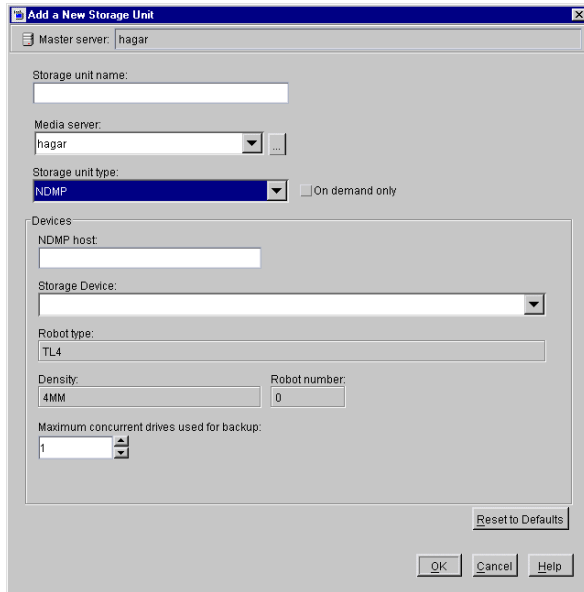 Add a New Storage Unit
Master server: hagar
Storage unit name:
Media server:
hagar
...
Storage unit type:
NDMP
On demand only
Devices
NDMP host:
Storage Device:
Robot type:
TL4
Density: Robot number:
4MM 0
Maximum concurrent drives used for backup:
1
Reset to Defaults
OK Cancel Help